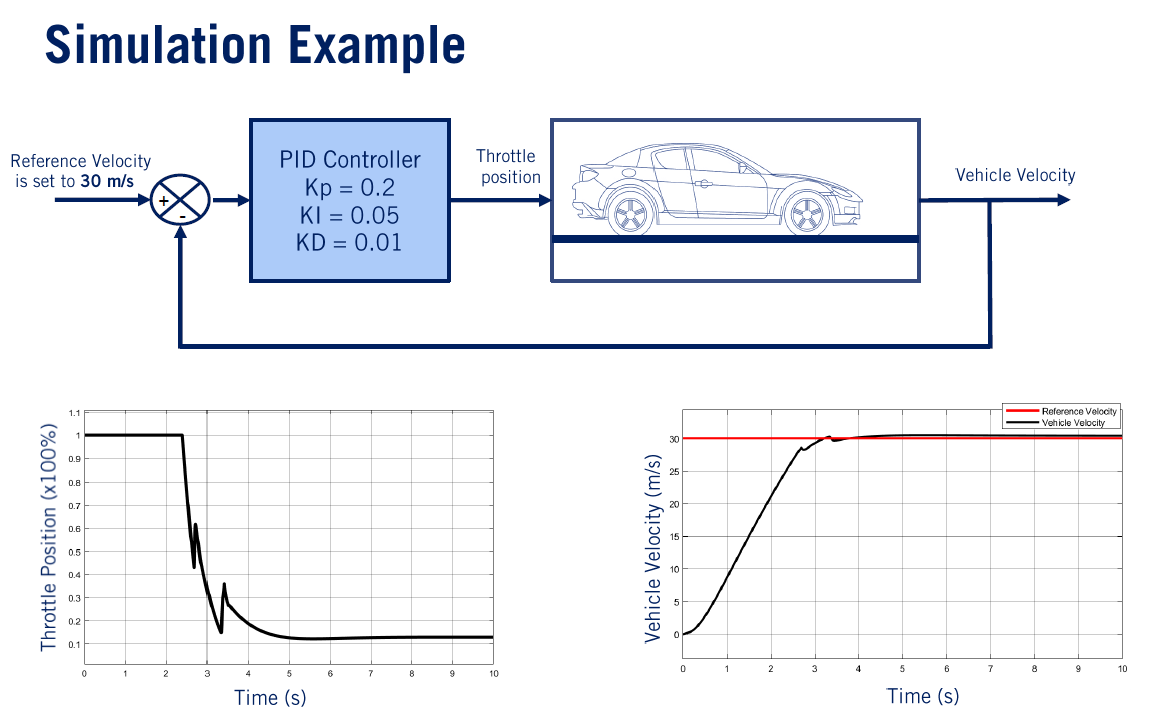 Simulation Example
Reference Velocity
is set to 30 m/s
+
-
PID Controller
Kp = 0.2
KI = 0.05
KD = 0.01
Throttle
position
Vehicle Velocity
Throttle Position (x100%)
1.1
1
0.9
0.8
0.7
0.6
0.5
0.4
0.3
0.2
0.1
0 1 2 3 4 5 6 7 8 9 10
Time (s)
Vehicle Velocity (m/s)
Reference Velocity
Vehicle Velocity
30
25
20
15
10
5
0
0 1 2 3 4 5 6 7 8 9 10
Time (s)